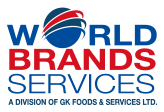 WORLD
BRANDS
SERVICES
A DIVISION OF GK FOODS & SERVICES LTD.